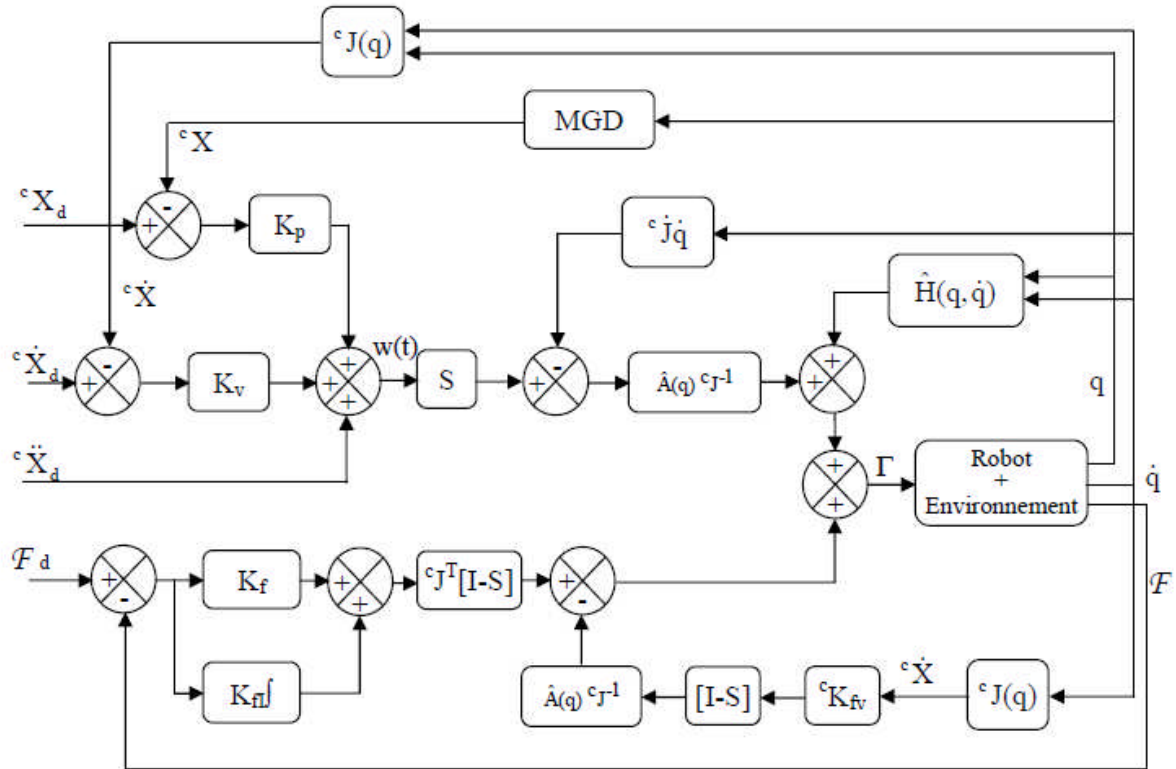 ᶜJ(q)
MGD
ᶜX
ᶜX_d
-
+
K_p
ᶜJ̇q̇
Ĥ(q, q̇)
ᶜẊ
ᶜẊ_d
-
+
K_v
+
+
+
w(t)
S
-
+
Â(q) ᶜJ⁻¹
+
+
q
ᶜẌ_d
+
+
Γ
Robot
+
Environnement
q̇
ℱ_d
+
-
K_f
+
+
ᶜJᵀ[I-S]
+
-
ℱ
K_fI∫
Â(q) ᶜJ⁻¹
[I-S]
ᶜK_fv
ᶜẊ
ᶜJ(q)